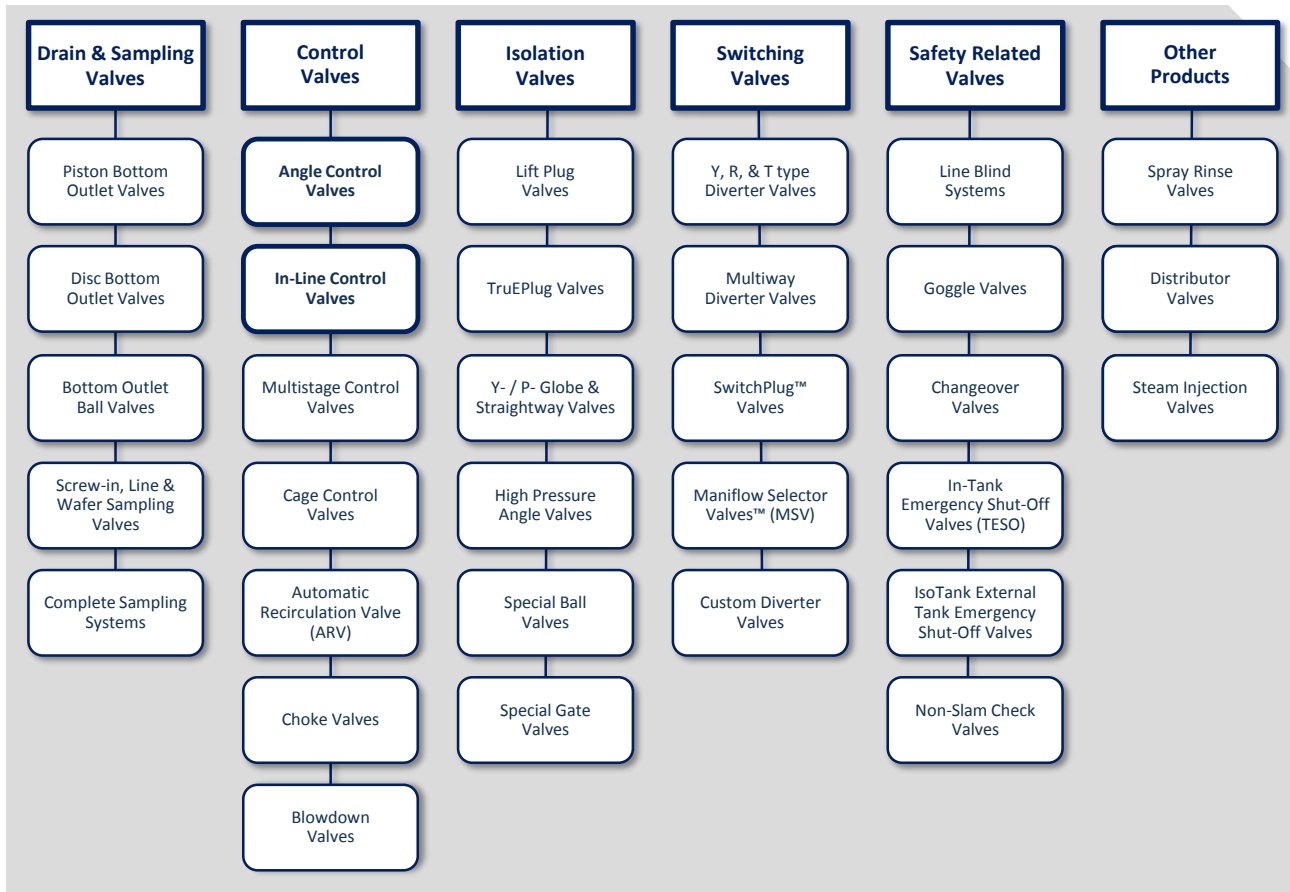 Drain & Sampling
Valves
Piston Bottom
Outlet Valves
Disc Bottom
Outlet Valves
Bottom Outlet
Ball Valves
Screw-in, Line &
Wafer Sampling
Valves
Complete Sampling
Systems
Control
Valves
Angle Control
Valves
In-Line Control
Valves
Multistage Control
Valves
Cage Control
Valves
Automatic
Recirculation Valve
(ARV)
Choke Valves
Blowdown
Valves
Isolation
Valves
Lift Plug
Valves
TruEPlug Valves
Y- / P- Globe &
Straightway Valves
High Pressure
Angle Valves
Special Ball
Valves
Special Gate
Valves
Switching
Valves
Y, R, & T type
Diverter Valves
Multiway
Diverter Valves
SwitchPlug™
Valves
Maniflow Selector
Valves™ (MSV)
Custom Diverter
Valves
Safety Related
Valves
Line Blind
Systems
Goggle Valves
Changeover
Valves
In-Tank
Emergency Shut-Off
Valves (TESO)
IsoTank External
Tank Emergency
Shut-Off Valves
Non-Slam Check
Valves
Other
Products
Spray Rinse
Valves
Distributor
Valves
Steam Injection
Valves